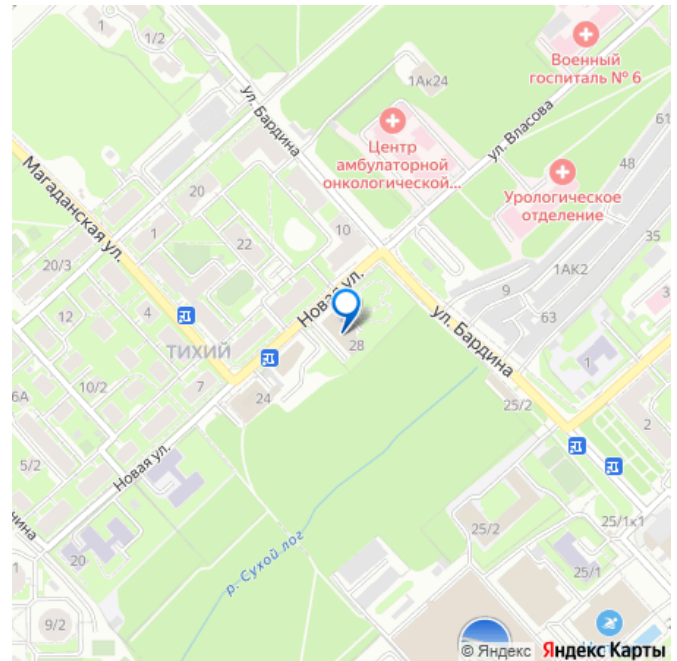 1
1/2
ул. Бардина
1Ак24
Военный
госпиталь № 6
Центр
амбулаторной
онкологической...
ул. Власова
61
48
Урологическое
отделение
35
Магаданская ул.
20
1
22
10
20/3
1АК2
9
63
3
12
4
Новая ул.
28
ул. Бардина
ТИХИЙ
1
6А
10/2
7
24
25/2
2
5/2
Новая ул.
20
р. Сухой лог
25/2
25/1к1
25/1
1
9/2
© Яндекс
Яндекс Карты